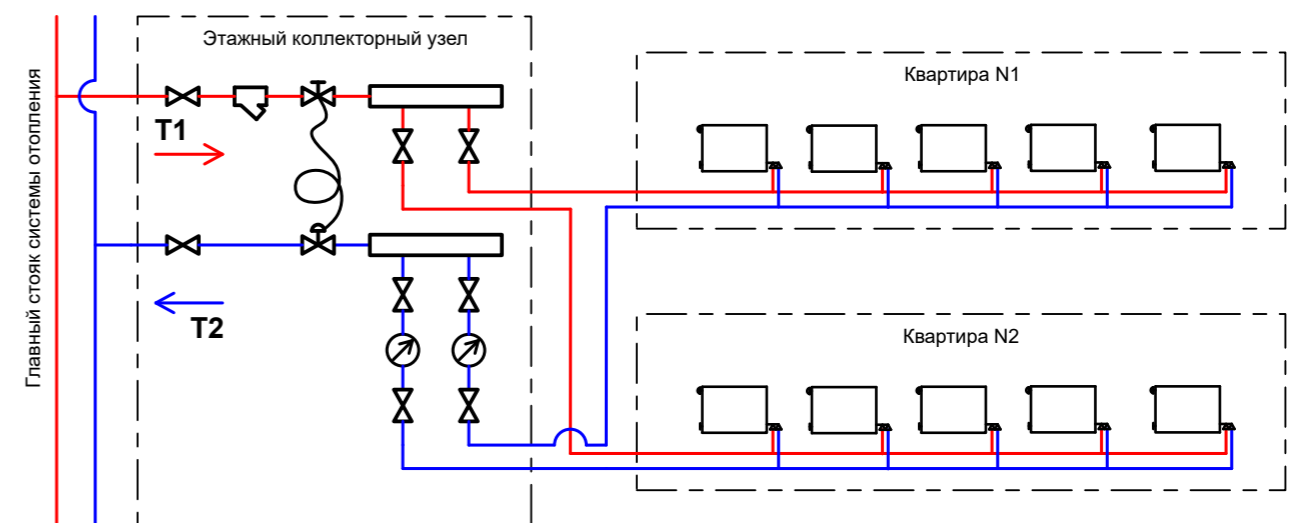 Главный стояк системы отопления
Этажный коллекторный узел
T1
T2
Квартира N1
Квартира N2